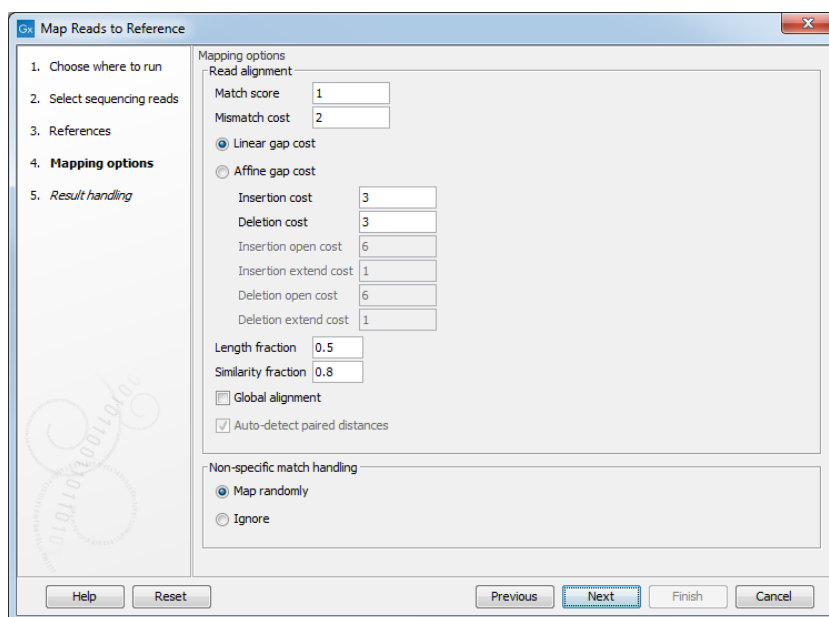 Gx Map Reads to Reference
1. Choose where to run
2. Select sequencing reads
3. References
4. Mapping options
5. Result handling
Mapping options
Read alignment
Match score 1
Mismatch cost 2
Linear gap cost
Affine gap cost
Insertion cost 3
Deletion cost 3
Insertion open cost 6
Insertion extend cost 1
Deletion open cost 6
Deletion extend cost 1
Length fraction 0.5
Similarity fraction 0.8
Global alignment
Auto-detect paired distances
Non-specific match handling
Map randomly
Ignore
Help Reset Previous Next Finish Cancel